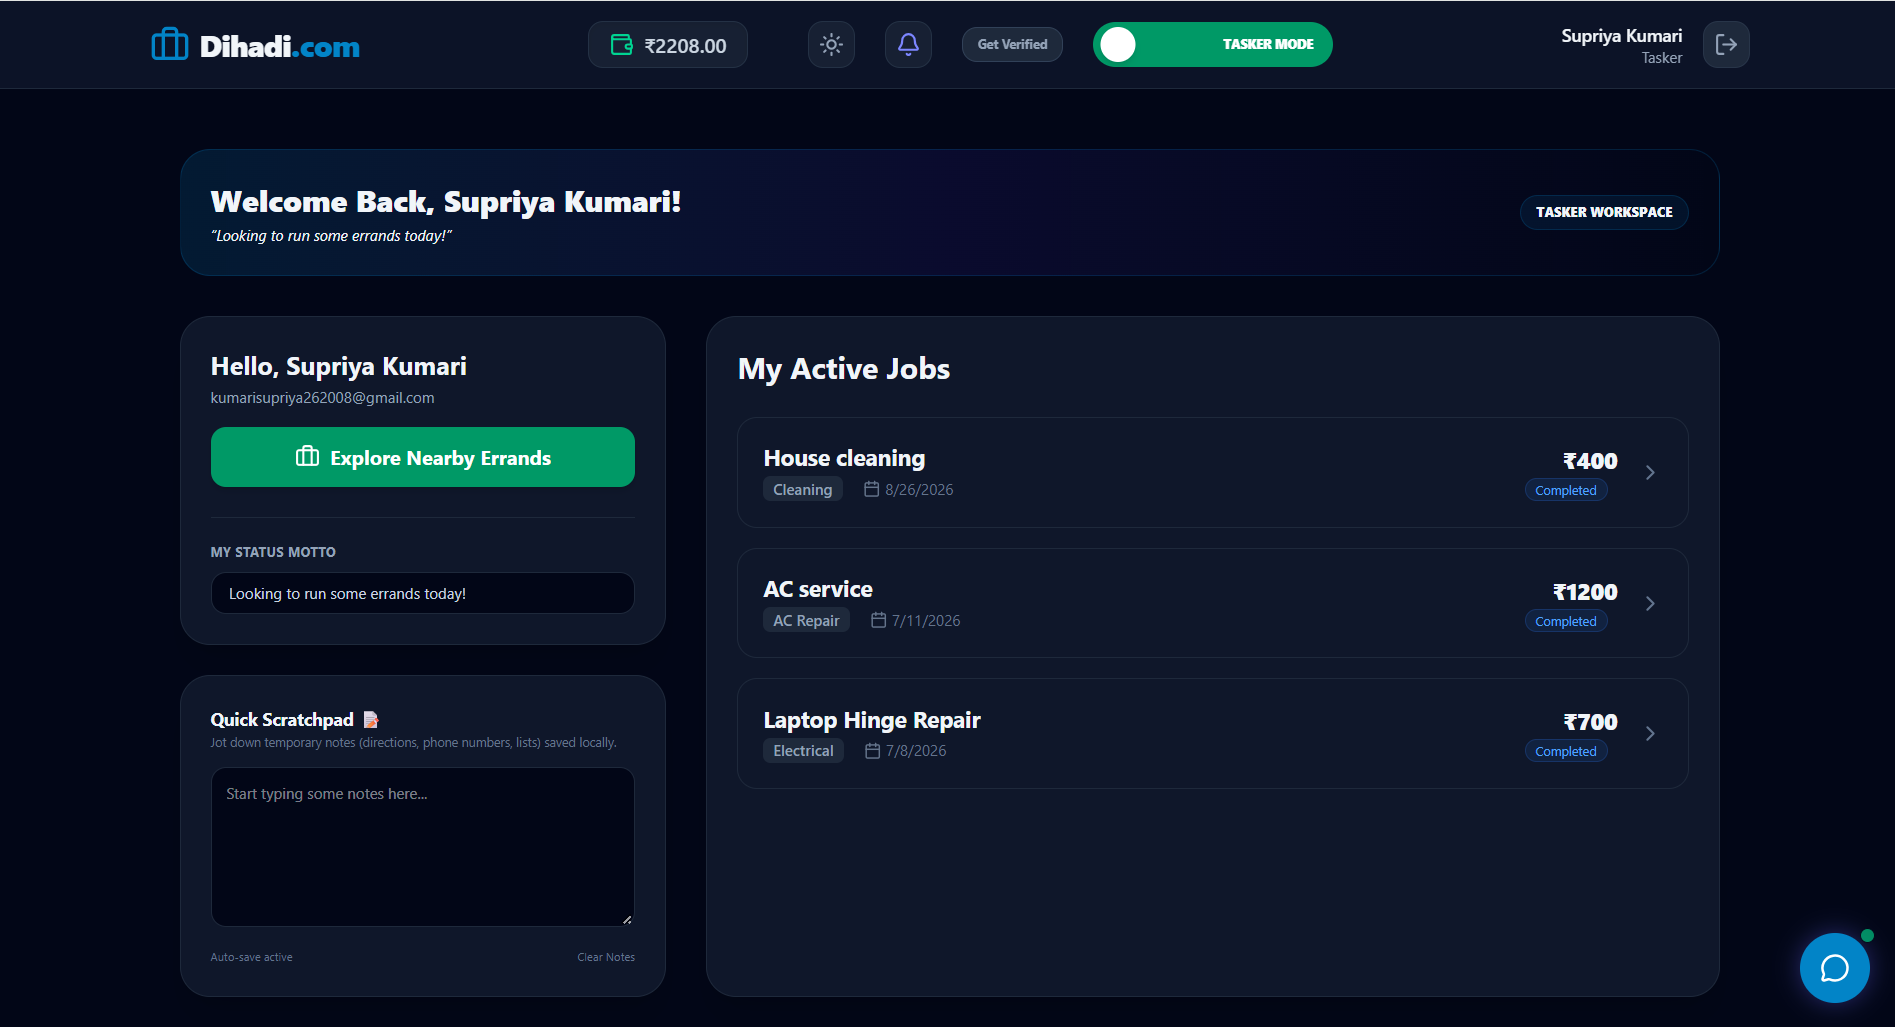 Dihadi.com
₹2208.00
Get Verified
TASKER MODE
Supriya Kumari
Tasker
Welcome Back, Supriya Kumari!
"Looking to run some errands today!"
TASKER WORKSPACE
Hello, Supriya Kumari
kumarisupriya262008@gmail.com
Explore Nearby Errands
MY STATUS MOTTO
Looking to run some errands today!
Quick Scratchpad
Jot down temporary notes (directions, phone numbers, lists) saved locally.
Start typing some notes here...
Auto-save active
Clear Notes
My Active Jobs
House cleaning
₹400
Cleaning
8/26/2026
Completed
AC service
₹1200
AC Repair
7/11/2026
Completed
Laptop Hinge Repair
₹700
Electrical
7/8/2026
Completed